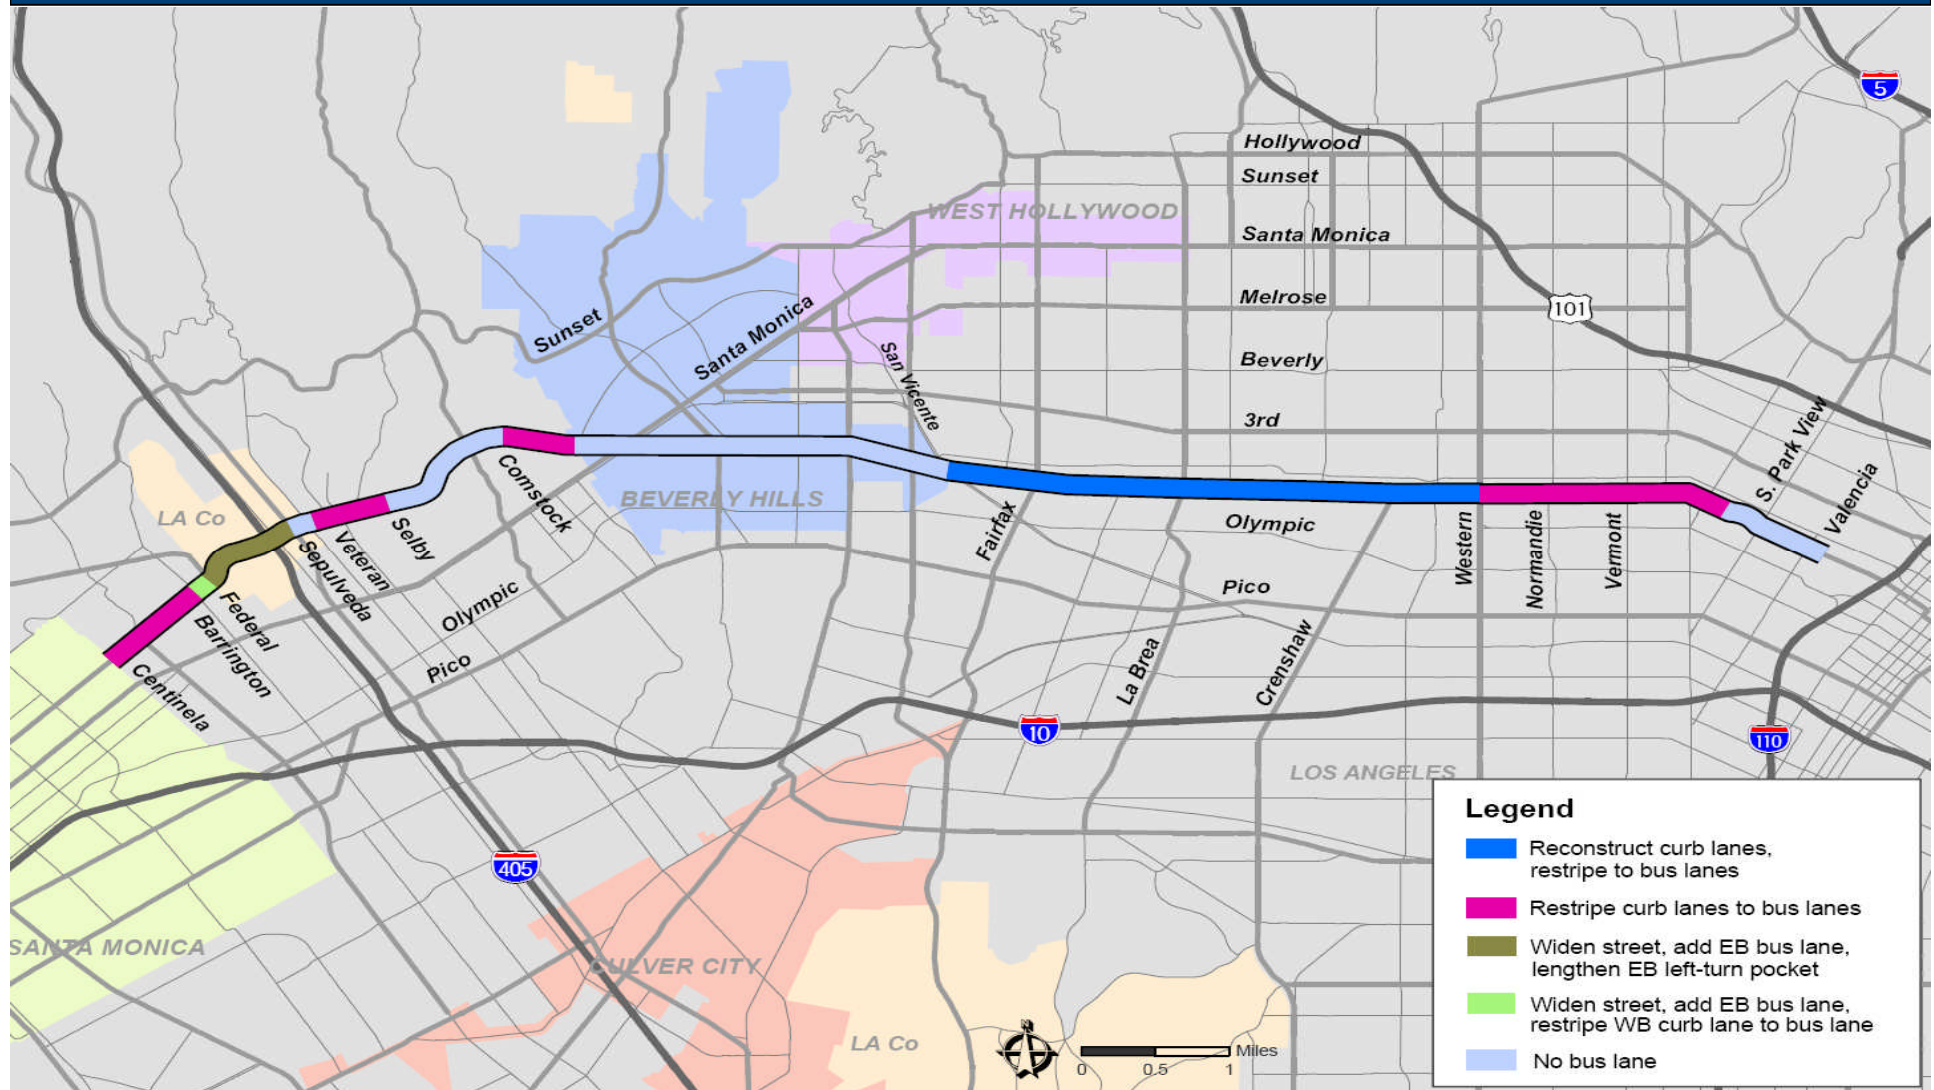 5
Hollywood
Sunset
WEST HOLLYWOOD
Santa Monica
Melrose
101
Sunset
Santa Monica
San Vicente
Beverly
3rd
S. Park View
Valencia
Comstock
BEVERLY HILLS
LA Co
Selby
Veteran
Sepulveda
Fairfax
Olympic
Western
Normandie
Vermont
Federal
Barrington
Centinela
Olympic
Pico
Pico
La Brea
Crenshaw
10
110
LOS ANGELES
405
SANTA MONICA
CULVER CITY
LA Co
N
Miles
0 0.5 1
Legend
Reconstruct curb lanes,
restripe to bus lanes
Restripe curb lanes to bus lanes
Widen street, add EB bus lane,
lengthen EB left-turn pocket
Widen street, add EB bus lane,
restripe WB curb lane to bus lane
No bus lane